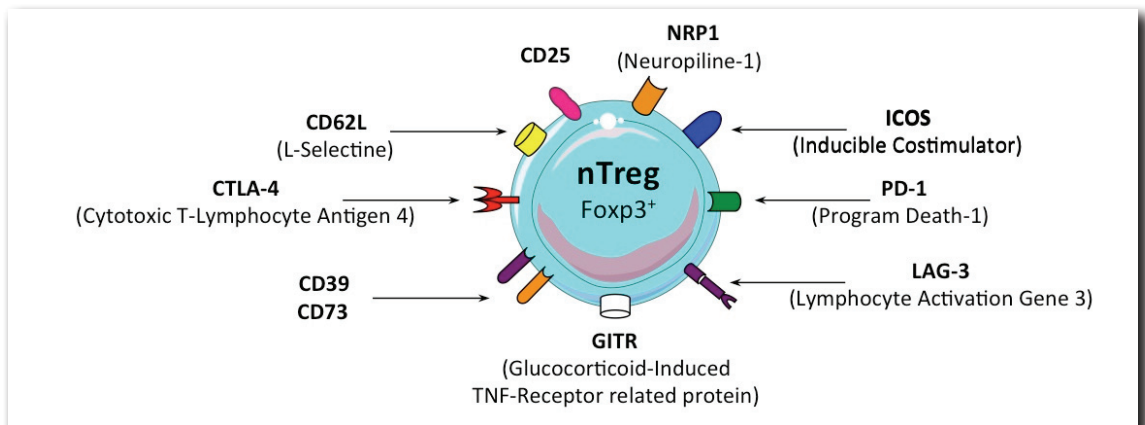 NRP1
(Neuropiline-1)
CD25
CD62L
(L-Selectine)
ICOS
(Inducible Costimulator)
nTreg
Foxp3⁺
CTLA-4
(Cytotoxic T-Lymphocyte Antigen 4)
PD-1
(Program Death-1)
CD39
CD73
LAG-3
(Lymphocyte Activation Gene 3)
GITR
(Glucocorticoid-Induced
TNF-Receptor related protein)